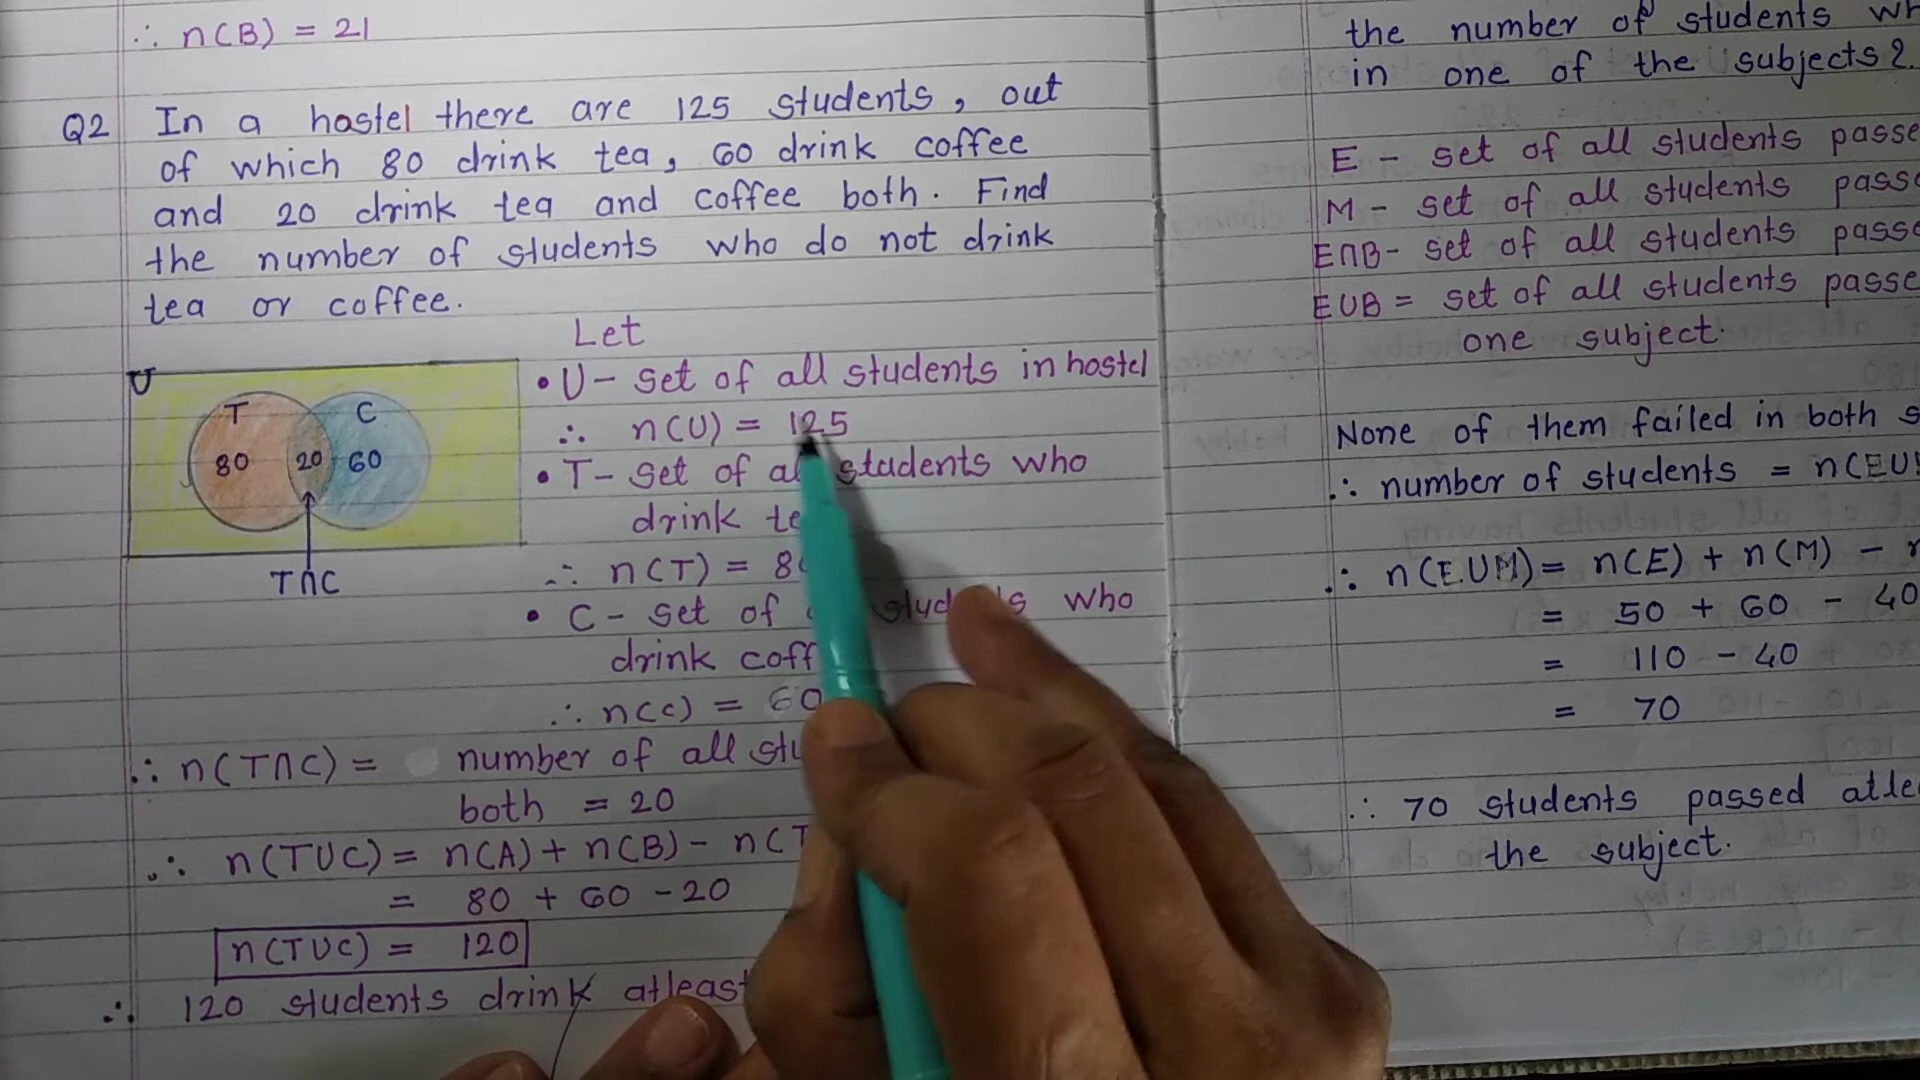 ∴ n(B) = 21
Q2 In a hostel there are 125 students, out
of which 80 drink tea, 60 drink coffee
and 20 drink tea and coffee both. Find
the number of students who do not drink
tea or coffee.
Let
U
T C
80 20 60
T∩C
• U - set of all students in hostel
∴ n(U) = 125
• T - set of students who
drink
∴ n(T) =
• C - set of who
drink
∴ n(C) = 60
∴ n(T∩C) = number of all
both = 20
∴ n(TUC) = n(A) + n(B) - n(T
= 80 + 60 - 20
n(TUC) = 120
∴ 120 students drink atleast
the number of students
in one of the subjects?
E - set of all students
M - set of all students
E∩B - set of all students
EUB = set of all students
one subject.
None of them failed in both
∴ number of students = n(EU
∴ n(EUM) = n(E) + n(M) -
= 50 + 60 - 40
= 110 - 40
= 70
∴ 70 students passed
the subject.